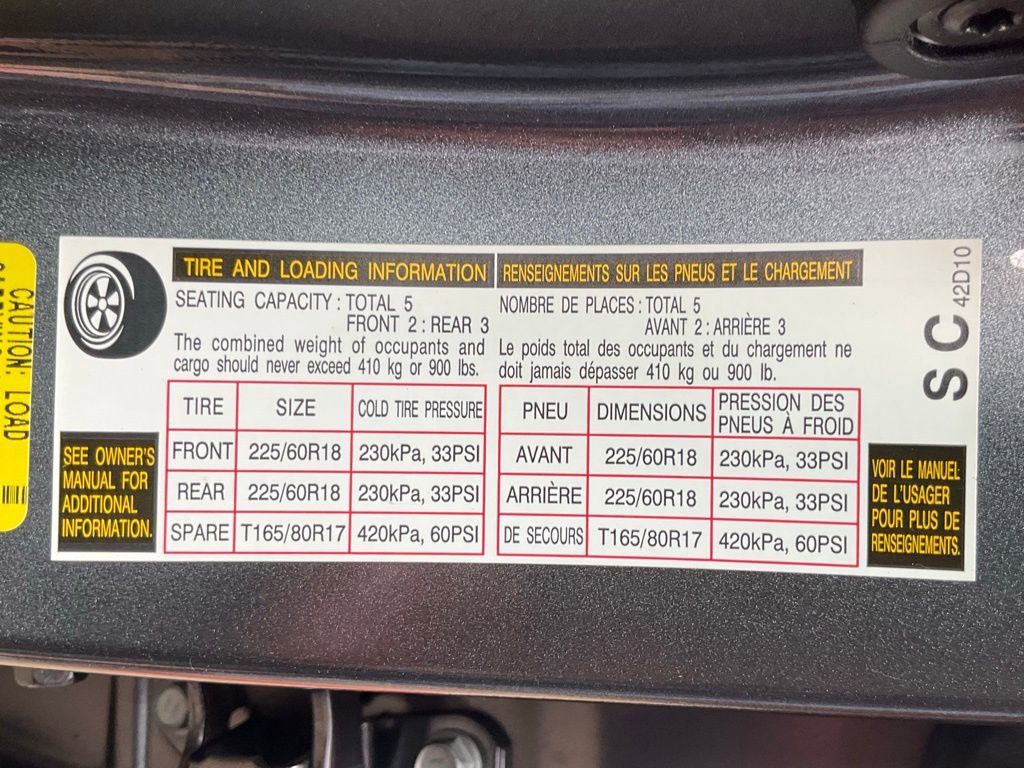 TIRE AND LOADING INFORMATION
SEATING CAPACITY : TOTAL 5
FRONT 2 : REAR 3
The combined weight of occupants and
cargo should never exceed 410 kg or 900 lbs.
TIRE SIZE COLD TIRE PRESSURE
FRONT 225/60R18 230kPa, 33PSI
REAR 225/60R18 230kPa, 33PSI
SPARE T165/80R17 420kPa, 60PSI
SEE OWNER'S
MANUAL FOR
ADDITIONAL
INFORMATION.
RENSEIGNEMENTS SUR LES PNEUS ET LE CHARGEMENT
NOMBRE DE PLACES : TOTAL 5
AVANT 2 : ARRIÈRE 3
Le poids total des occupants et du chargement ne
doit jamais dépasser 410 kg ou 900 lb.
PNEU DIMENSIONS PRESSION DES
PNEUS À FROID
AVANT 225/60R18 230kPa, 33PSI
ARRIÈRE 225/60R18 230kPa, 33PSI
DE SECOURS T165/80R17 420kPa, 60PSI
VOIR LE MANUEL
DE L'USAGER
POUR PLUS DE
RENSEIGNEMENTS.
S C 42D10
CAUTION: LOAD